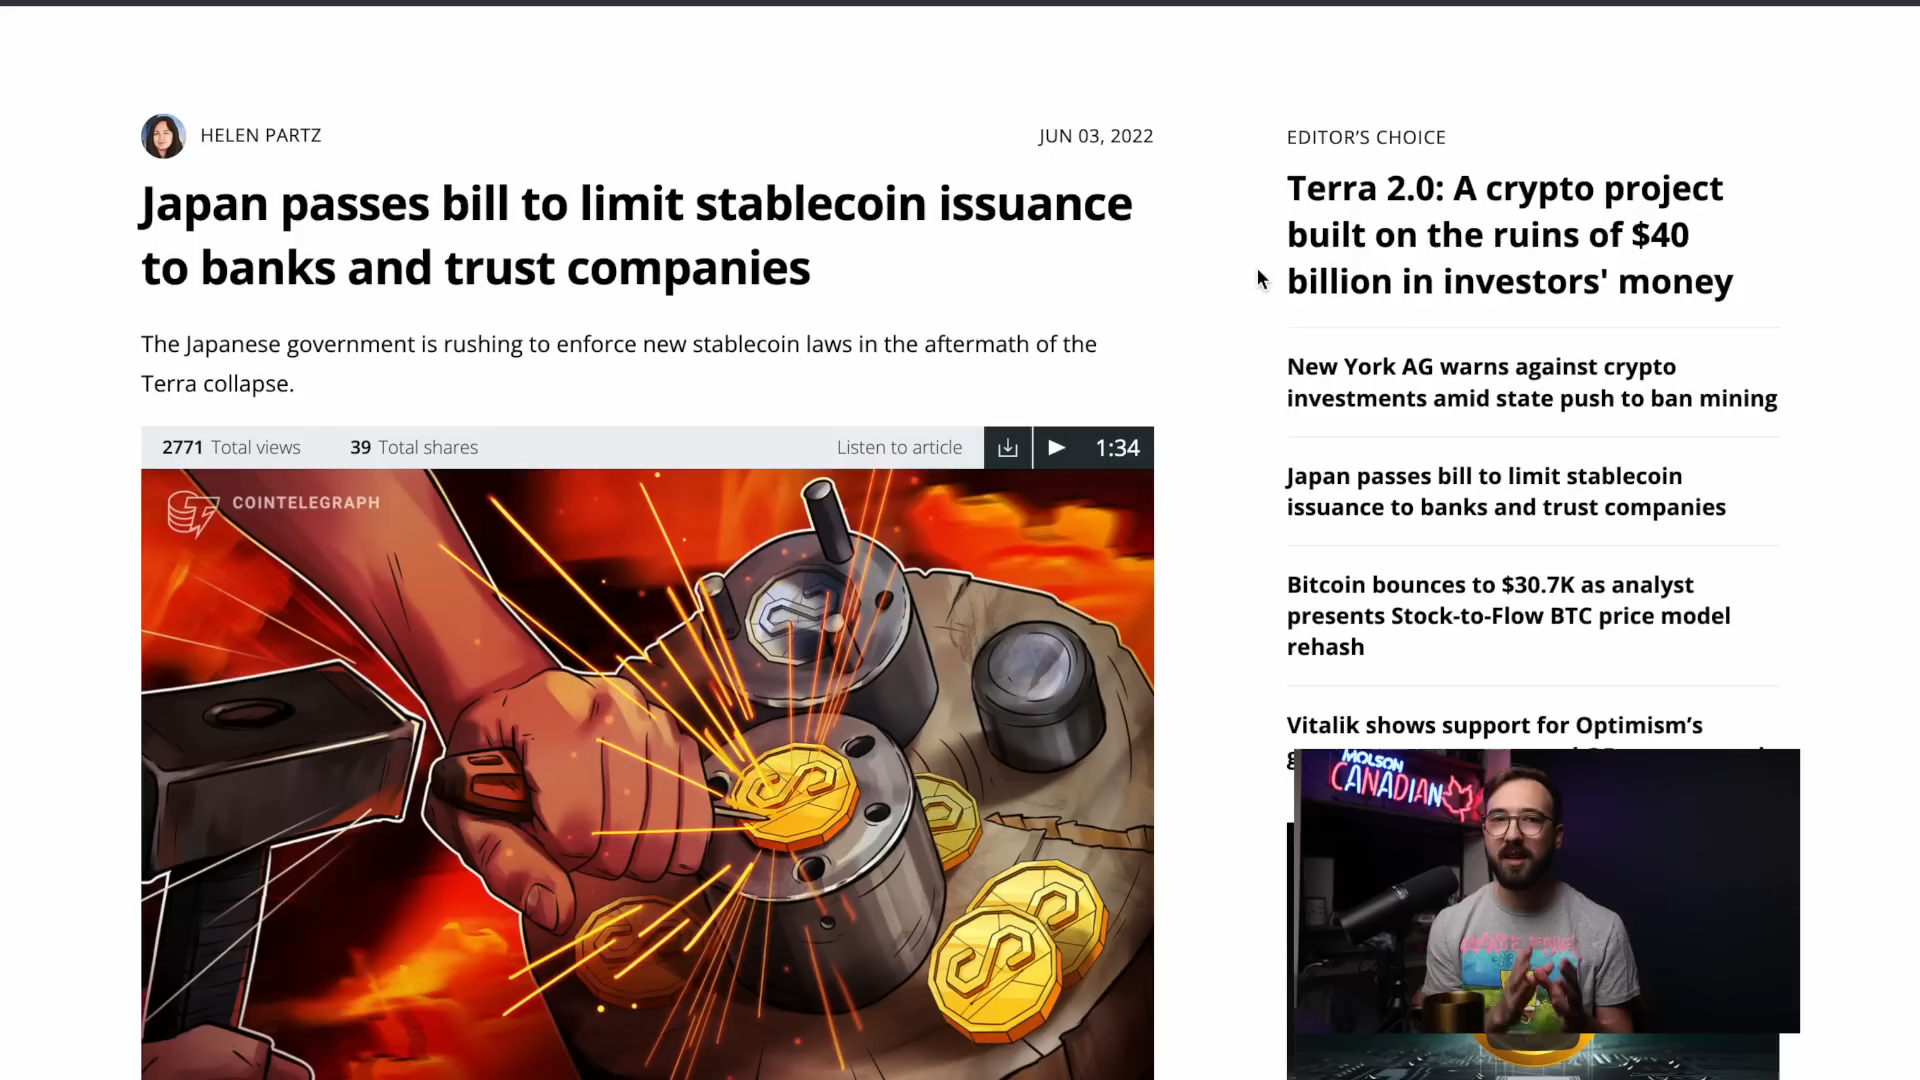 HELEN PARTZ
JUN 03, 2022
Japan passes bill to limit stablecoin issuance
to banks and trust companies
The Japanese government is rushing to enforce new stablecoin laws in the aftermath of the
Terra collapse.
2771 Total views
39 Total shares
Listen to article
1:34
COINTELEGRAPH
EDITOR'S CHOICE
Terra 2.0: A crypto project
built on the ruins of $40
billion in investors' money
New York AG warns against crypto
investments amid state push to ban mining
Japan passes bill to limit stablecoin
issuance to banks and trust companies
Bitcoin bounces to $30.7K as analyst
presents Stock-to-Flow BTC price model
rehash
Vitalik shows support for Optimism’s
MOLSON
CANADIAN